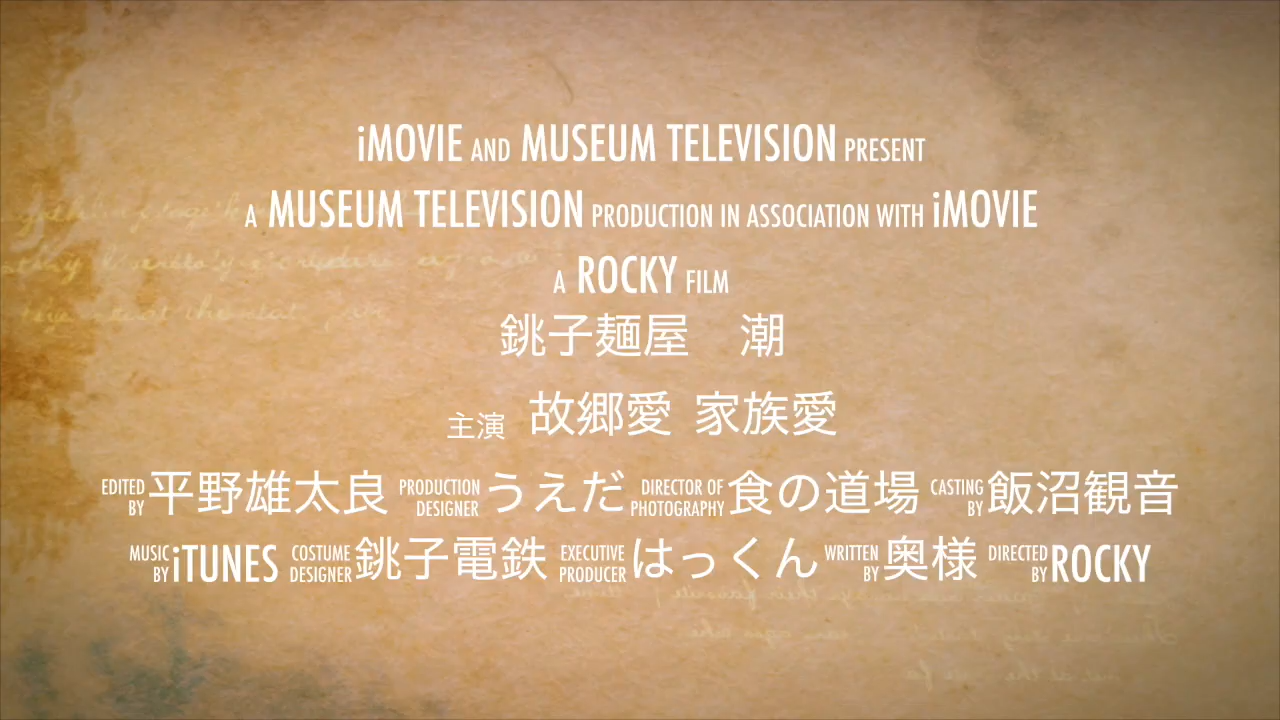 iMOVIE AND MUSEUM TELEVISION PRESENT
A MUSEUM TELEVISION PRODUCTION IN ASSOCIATION WITH iMOVIE
A ROCKY FILM
銚子麺屋　潮
主演 故郷愛 家族愛
EDITED BY 平野雄太良 PRODUCTION DESIGNER うえだ DIRECTOR OF PHOTOGRAPHY 食の道場 CASTING BY 飯沼観音
MUSIC BY iTUNES COSTUME DESIGNER 銚子電鉄 EXECUTIVE PRODUCER はっくん WRITTEN BY 奥様 DIRECTED BY ROCKY